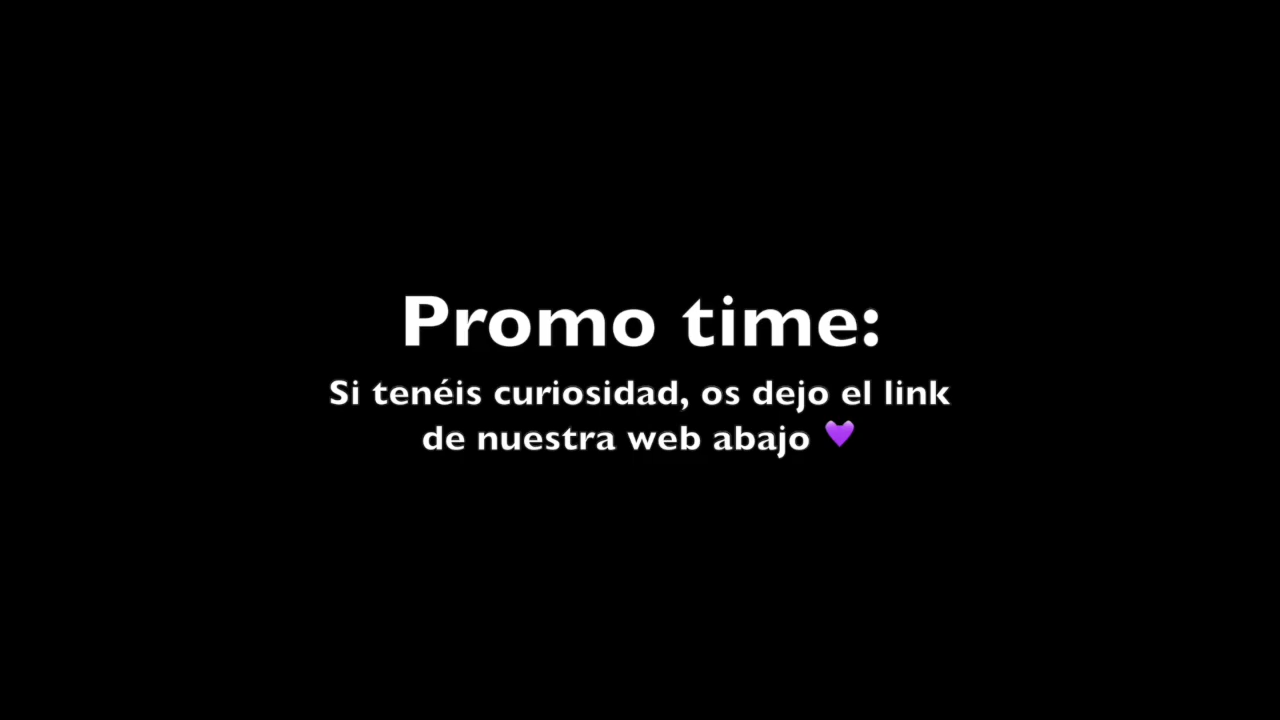 Promo time:
Si tenéis curiosidad, os dejo el link
de nuestra web abajo 💜